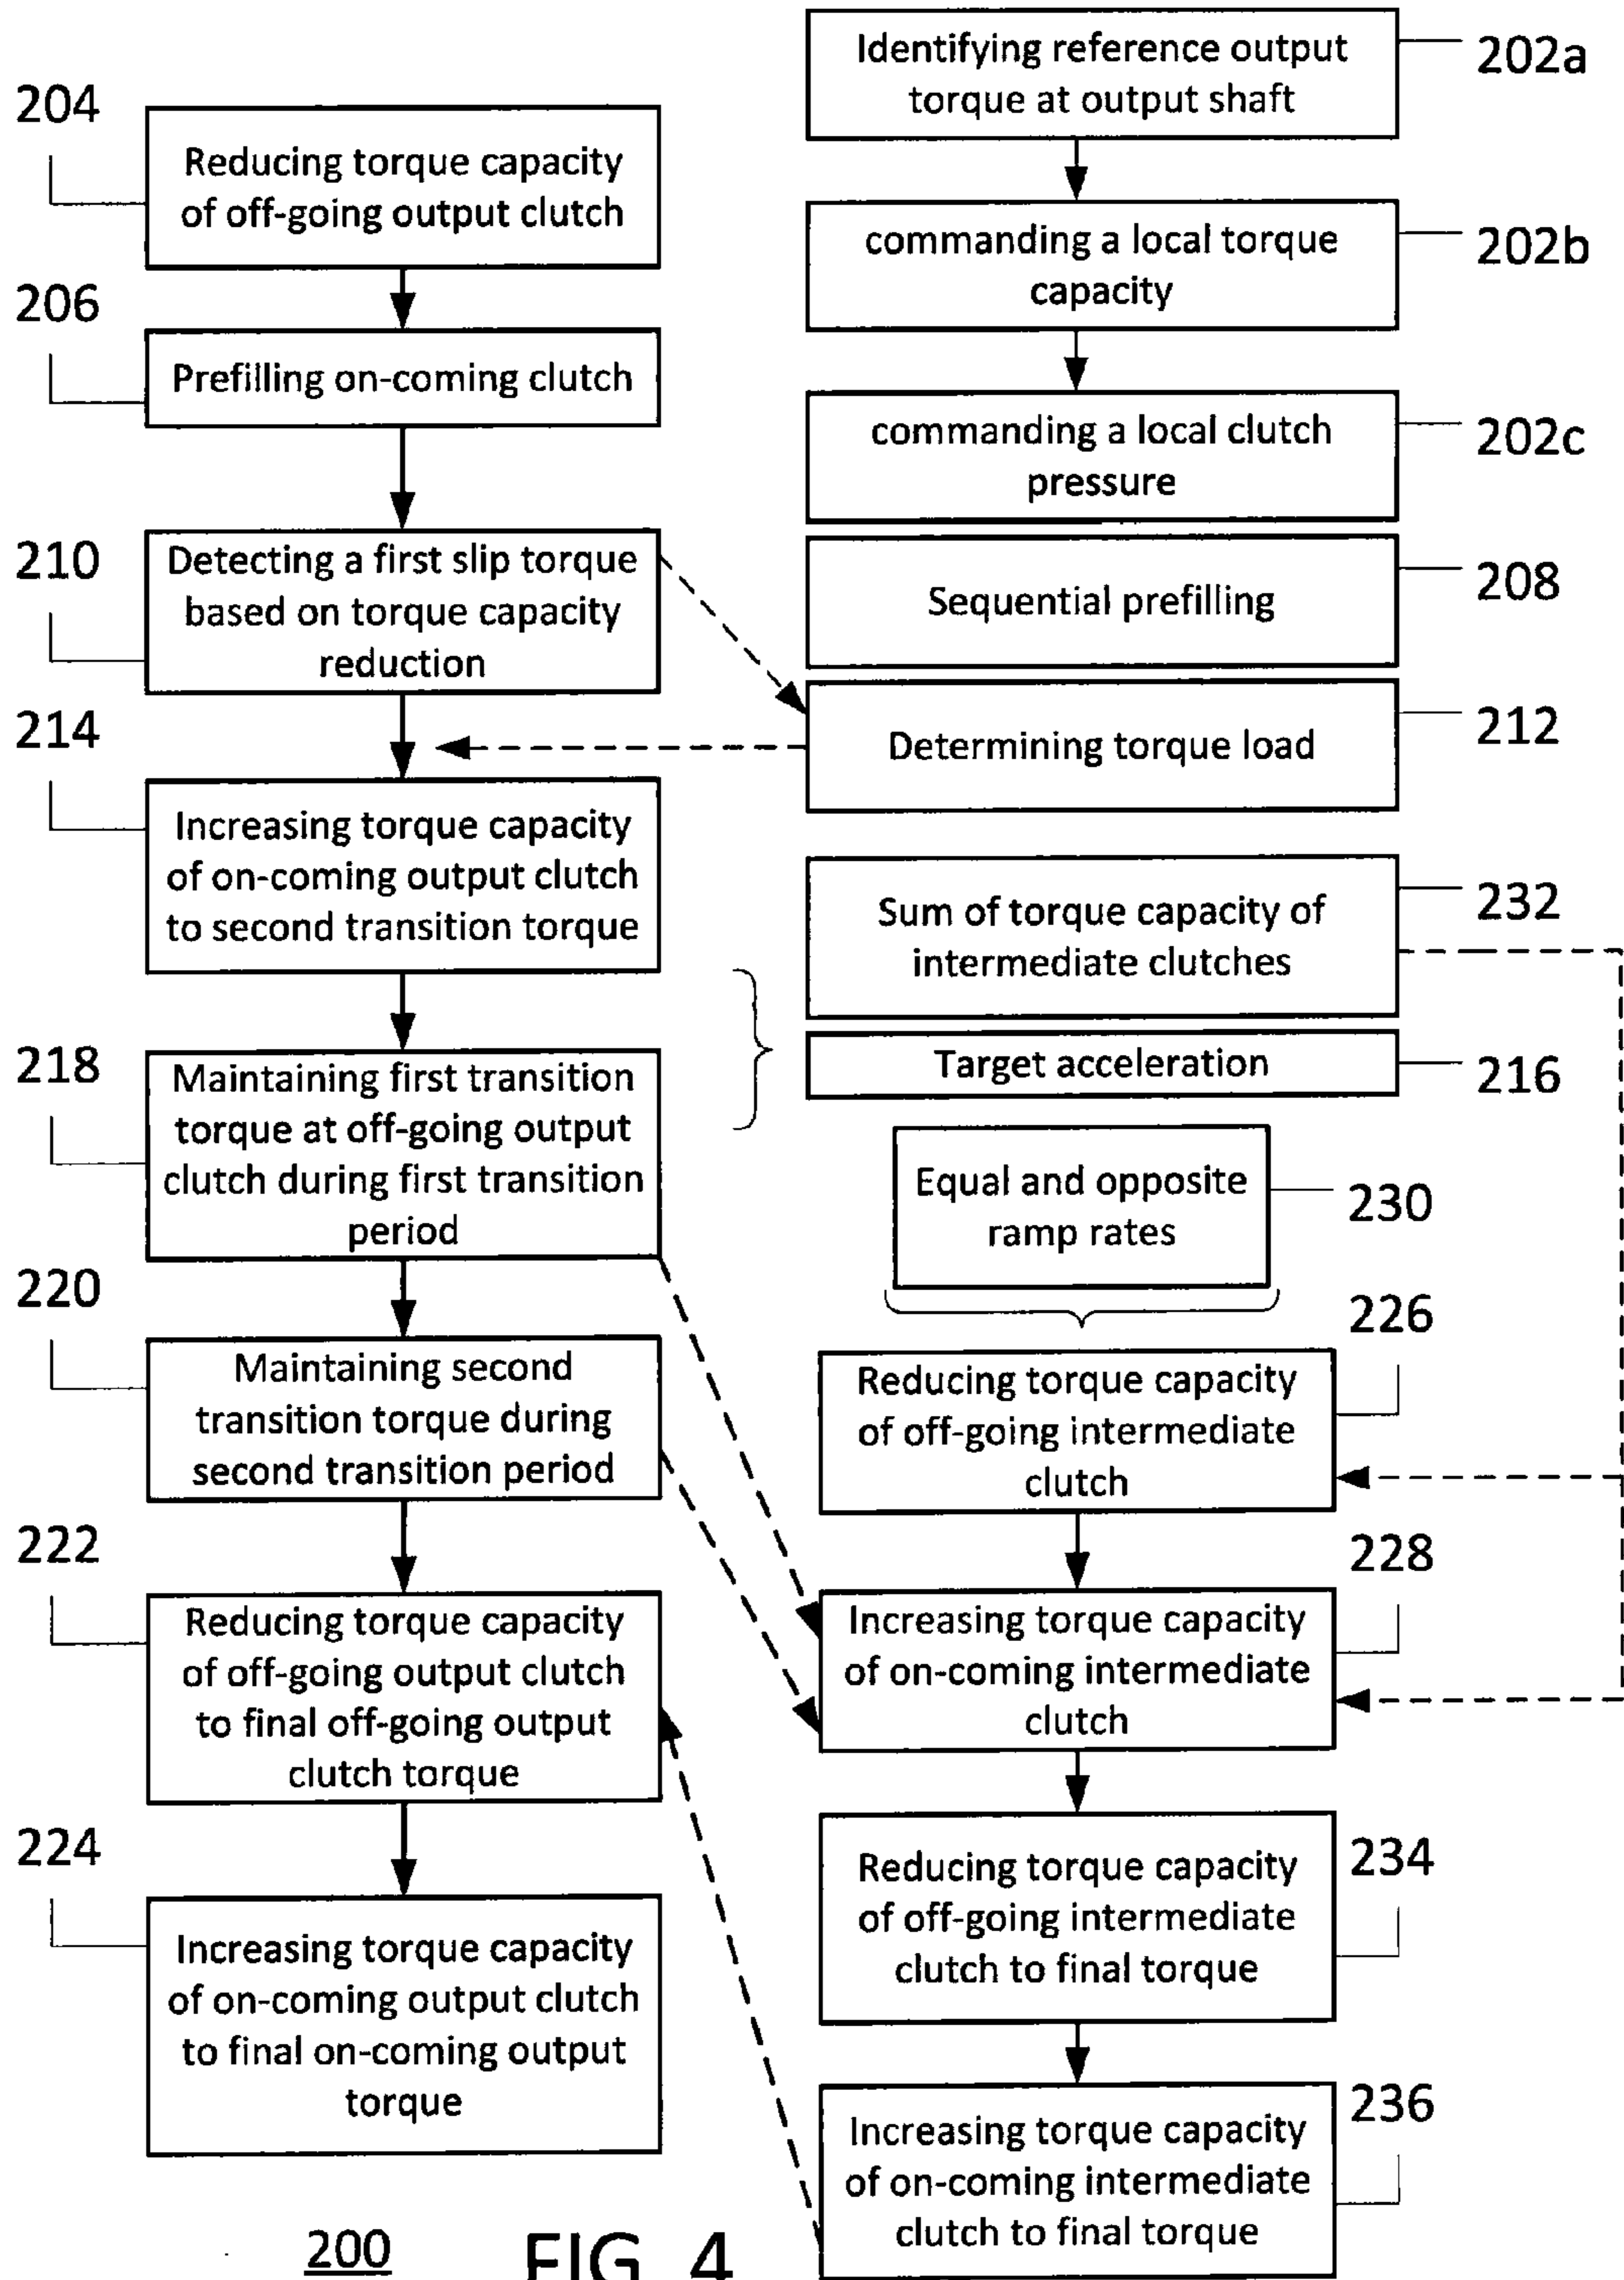 204
Reducing torque capacity
of off-going output clutch
206
Prefilling on-coming clutch
210
Detecting a first slip torque
based on torque capacity
reduction
214
Increasing torque capacity
of on-coming output clutch
to second transition torque
218
Maintaining first transition
torque at off-going output
clutch during first transition
period
220
Maintaining second
transition torque during
second transition period
222
Reducing torque capacity
of off-going output clutch
to final off-going output
clutch torque
224
Increasing torque capacity
of on-coming output clutch
to final on-coming output
torque
Identifying reference output
torque at output shaft
202a
commanding a local torque
capacity
202b
commanding a local clutch
pressure
202c
Sequential prefilling
208
Determining torque load
212
Sum of torque capacity of
intermediate clutches
232
Target acceleration
216
Equal and opposite
ramp rates
230
226
Reducing torque capacity
of off-going intermediate
clutch
228
Increasing torque capacity
of on-coming intermediate
clutch
234
Reducing torque capacity
of off-going intermediate
clutch to final torque
236
Increasing torque capacity
of on-coming intermediate
clutch to final torque
200
FIG. 4